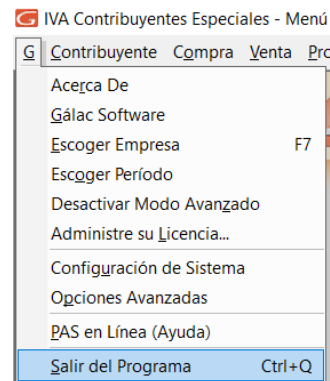 IVA Contribuyentes Especiales - Menú
G Contribuyente Compra Venta Pro
Acerca De
Gálac Software
Escoger Empresa F7
Escoger Período
Desactivar Modo Avanzado
Administre su Licencia...
Configuración de Sistema
Opciones Avanzadas
PAS en Línea (Ayuda)
Salir del Programa Ctrl+Q